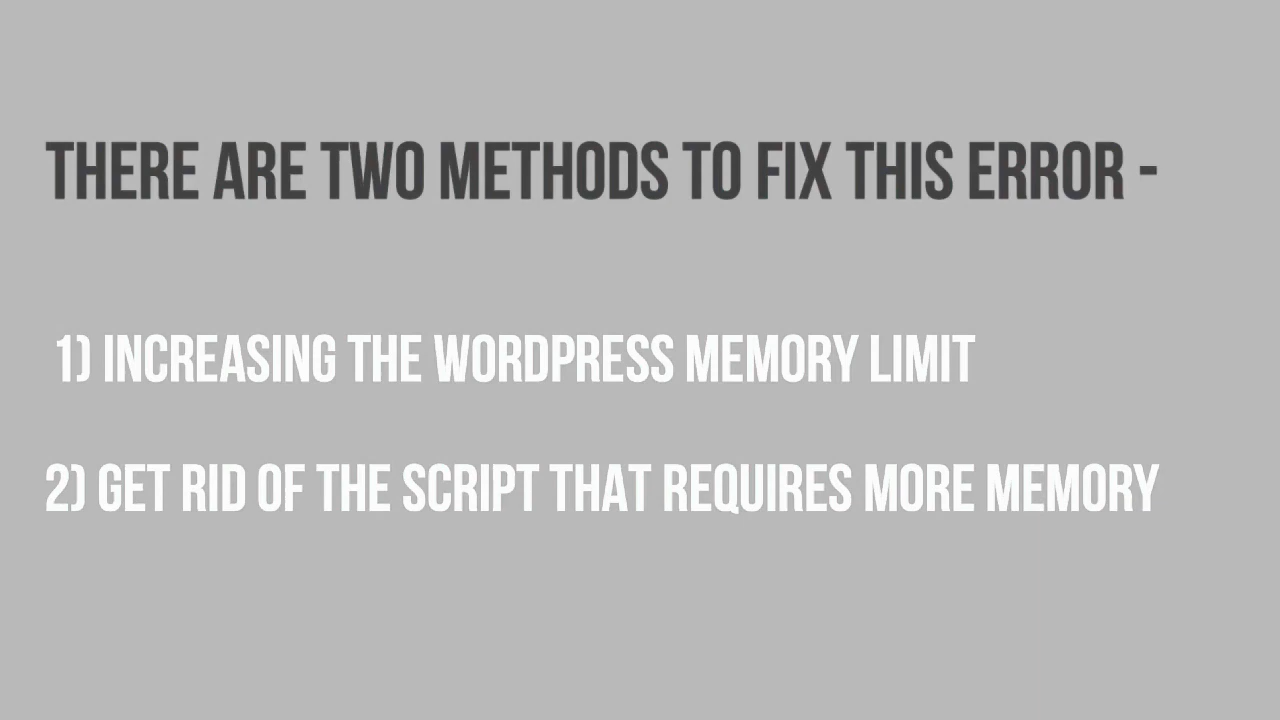 THERE ARE TWO METHODS TO FIX THIS ERROR -
1) INCREASING THE WORDPRESS MEMORY LIMIT
2) GET RID OF THE SCRIPT THAT REQUIRES MORE MEMORY